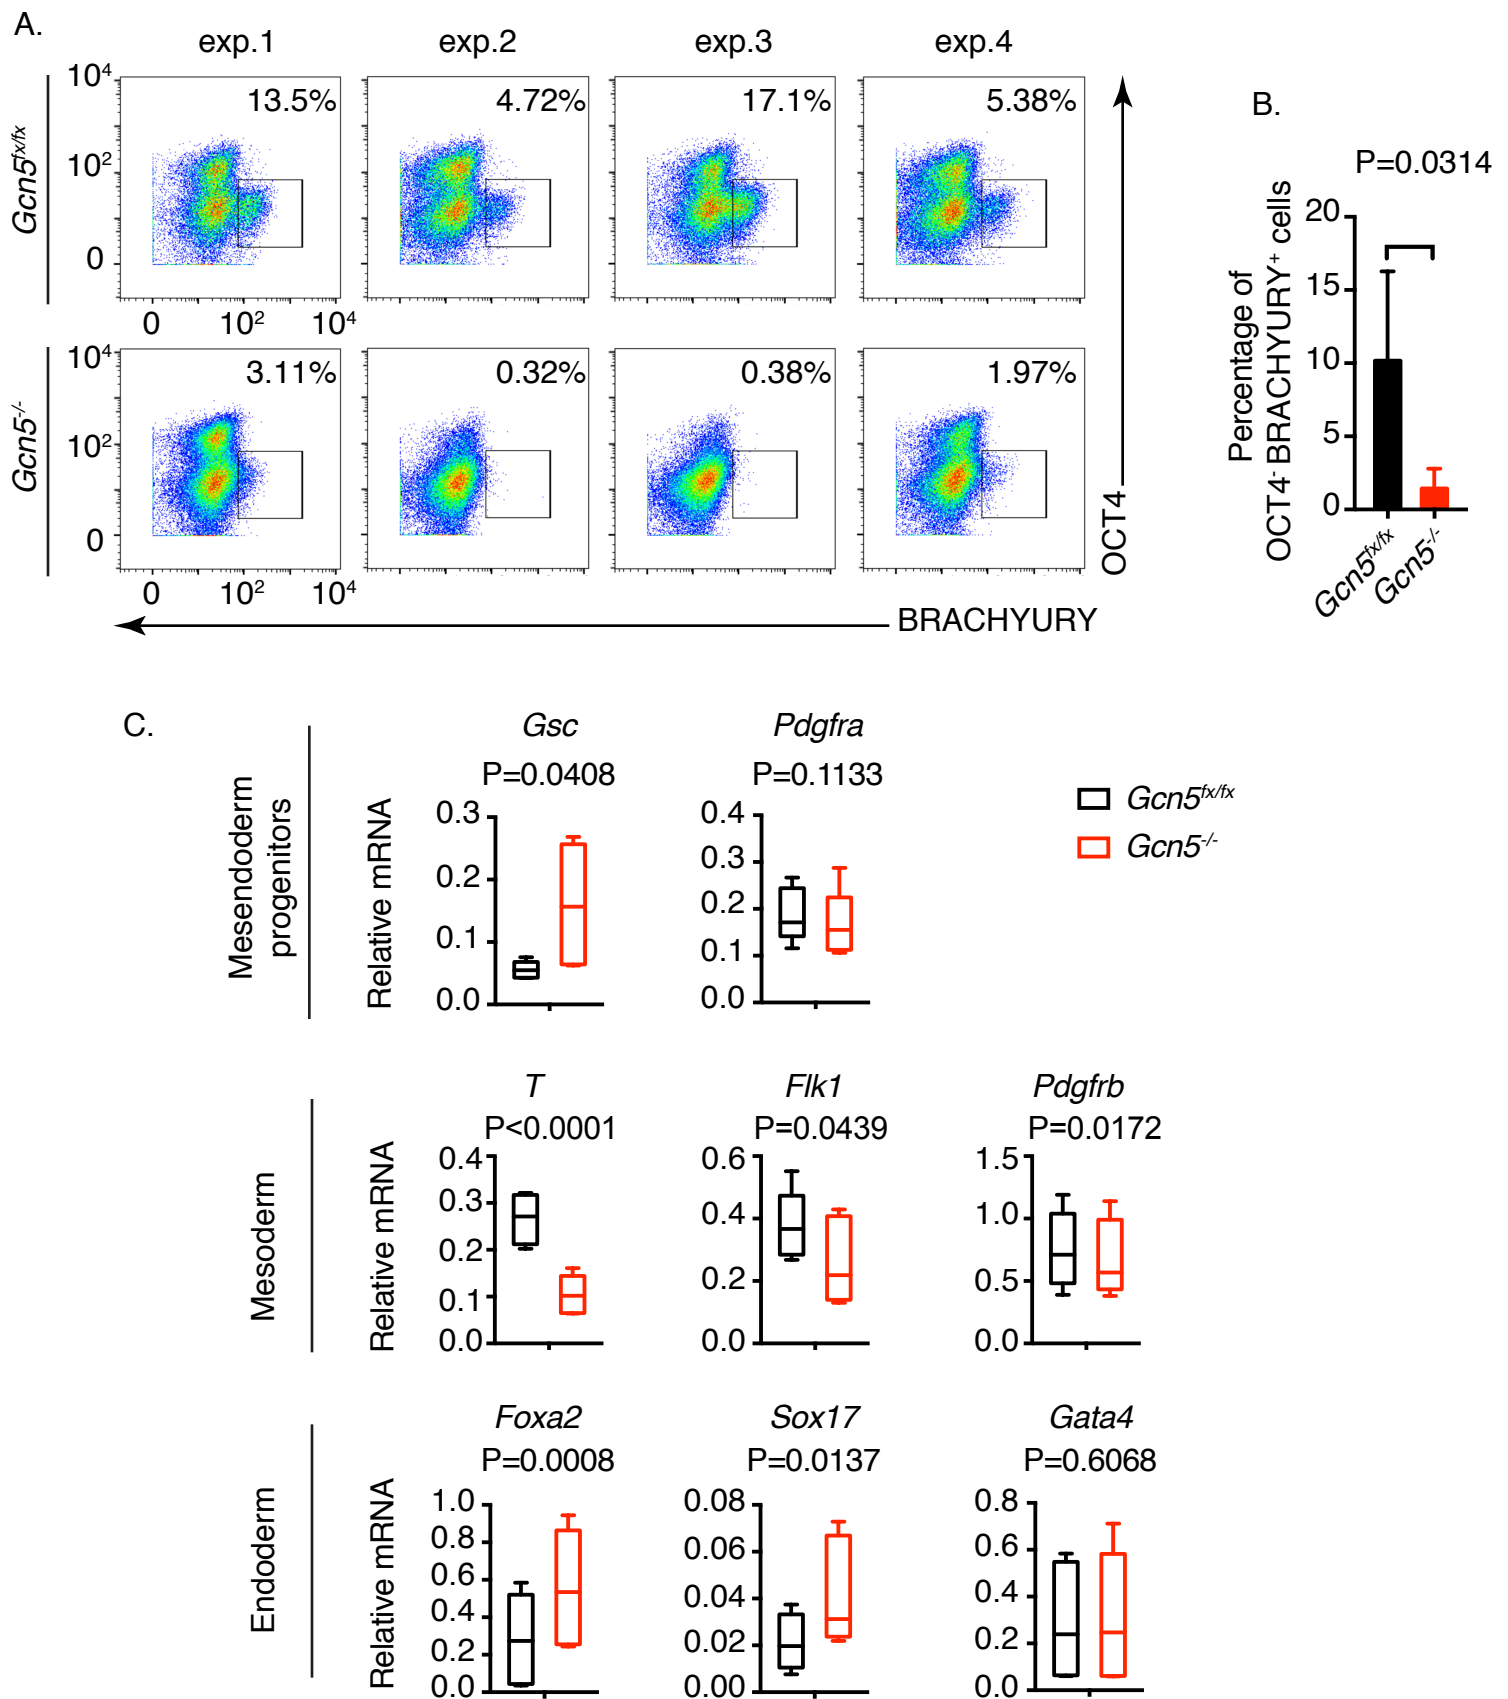 A.
exp.1 exp.2 exp.3 exp.4
Gcn5fx/fx
10⁴
10²
0
13.5% 4.72% 17.1% 5.38%
0 10² 10⁴
Gcn5-/-
10⁴
10²
0
3.11% 0.32% 0.38% 1.97%
0 10² 10⁴
OCT4
BRACHYURY
B.
P=0.0314
Percentage of
OCT4- BRACHYURY+ cells
20
15
10
5
0
Gcn5fx/fx
Gcn5-/-
C.
Mesendoderm
progenitors
Relative mRNA
Gsc
P=0.0408
0.3
0.2
0.1
0.0
Pdgfra
P=0.1133
0.4
0.3
0.2
0.1
0.0
Gcn5fx/fx
Gcn5-/-
Mesoderm
Relative mRNA
T
P<0.0001
0.4
0.3
0.2
0.1
0.0
Flk1
P=0.0439
0.6
0.4
0.2
0.0
Pdgfrb
P=0.0172
1.5
1.0
0.5
0.0
Endoderm
Relative mRNA
Foxa2
P=0.0008
1.0
0.8
0.6
0.4
0.2
0.0
Sox17
P=0.0137
0.08
0.06
0.04
0.02
0.00
Gata4
P=0.6068
0.8
0.6
0.4
0.2
0.0